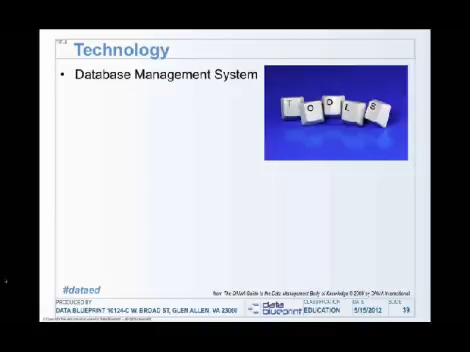 TITLE
Technology
• Database Management System
T O O L S
#dataed
from The DAMA Guide to the Data Management Body of Knowledge © 2009 by DAMA International
PRODUCED BY
CLASSIFICATION
DATE
SLIDE
DATA BLUEPRINT 10124-C W. BROAD ST, GLEN ALLEN, VA 23060
data blueprint
EDUCATION
5/15/2012
39